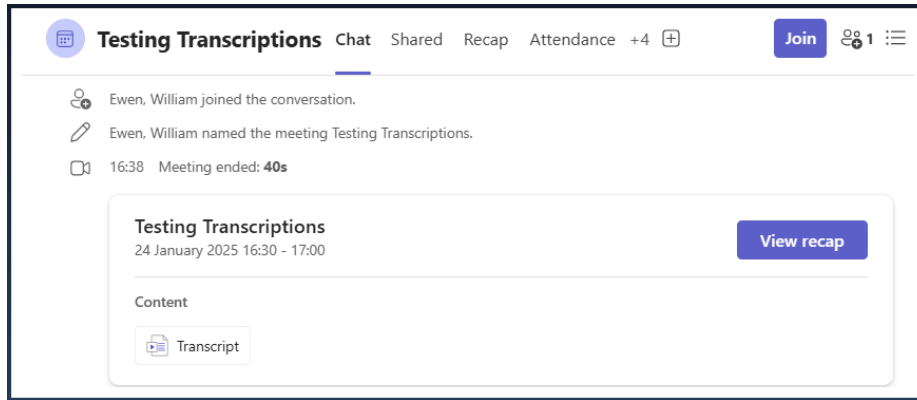 Testing Transcriptions Chat Shared Recap Attendance +4 Join 1
Ewen, William joined the conversation.
Ewen, William named the meeting Testing Transcriptions.
16:38 Meeting ended: 40s
Testing Transcriptions
24 January 2025 16:30 - 17:00
View recap
Content
Transcript